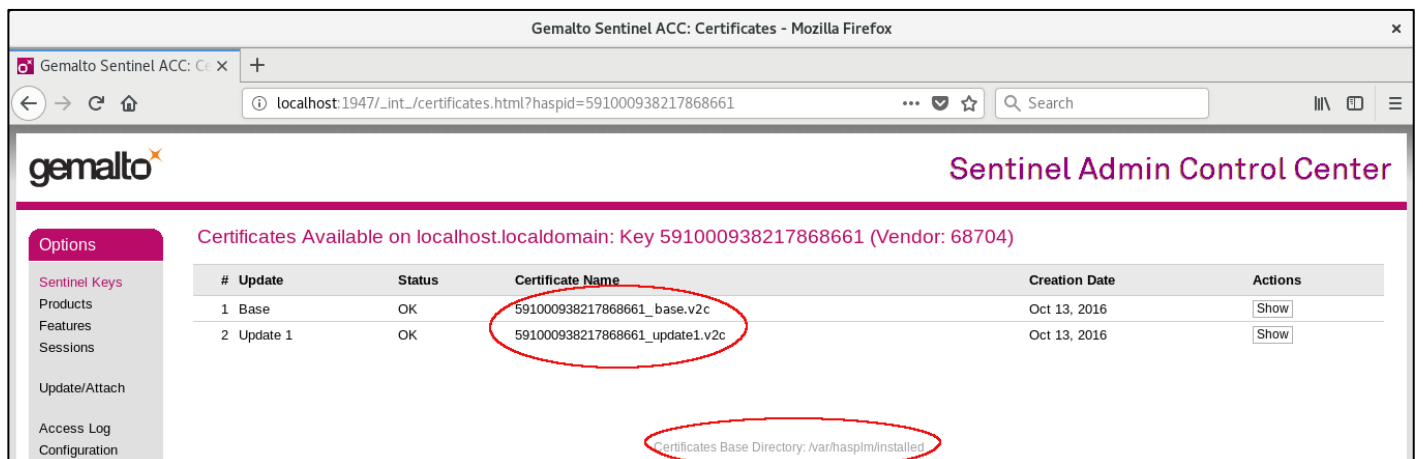 Gemalto Sentinel ACC: Certificates - Mozilla Firefox
Gemalto Sentinel ACC: Ce
localhost:1947/_int_/certificates.html?haspid=591000938217868661
Search
gemalto
Sentinel Admin Control Center
Options
Sentinel Keys
Products
Features
Sessions
Update/Attach
Access Log
Configuration
Certificates Available on localhost.localdomain: Key 591000938217868661 (Vendor: 68704)
# Update Status Certificate Name Creation Date Actions
1 Base OK 591000938217868661_base.v2c Oct 13, 2016 Show
2 Update 1 OK 591000938217868661_update1.v2c Oct 13, 2016 Show
Certificates Base Directory: /var/hasplm/installed